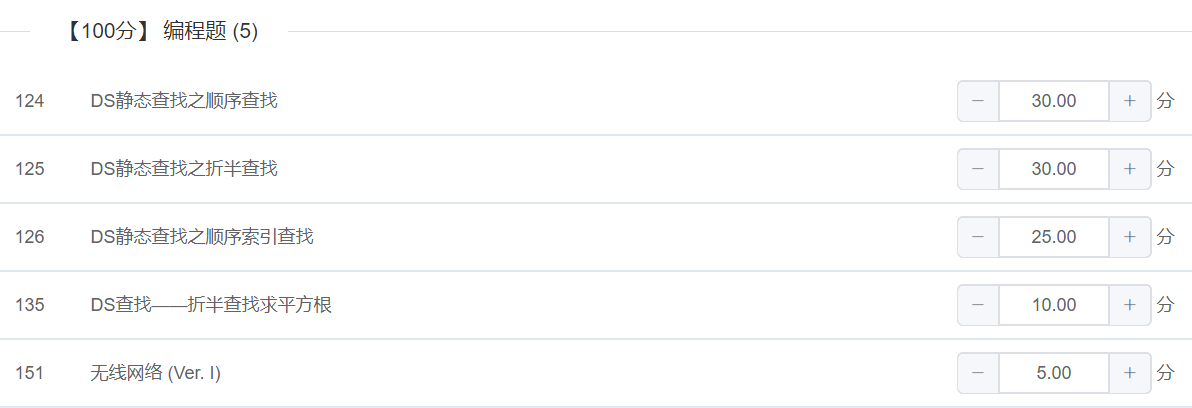 【100分】 编程题 (5)
124 DS静态查找之顺序查找 − 30.00 + 分
125 DS静态查找之折半查找 − 30.00 + 分
126 DS静态查找之顺序索引查找 − 25.00 + 分
135 DS查找——折半查找求平方根 − 10.00 + 分
151 无线网络 (Ver. I) − 5.00 + 分